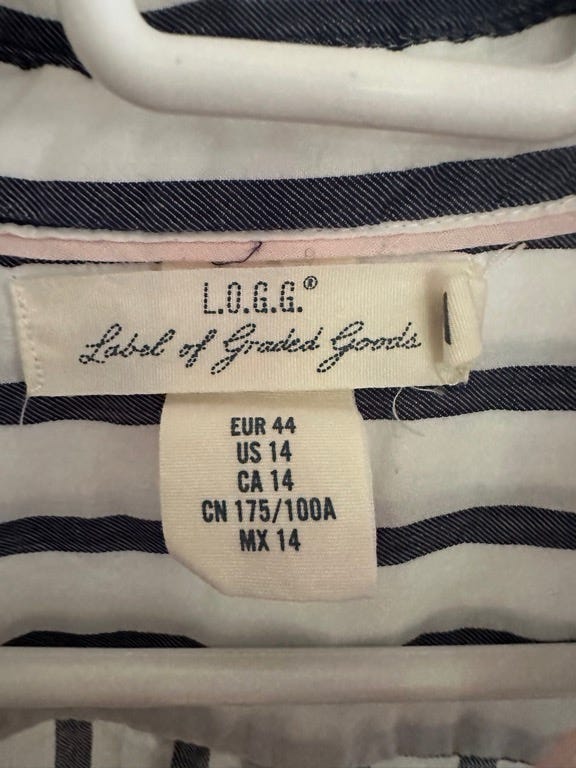 L.O.G.G.®
Label of Graded Goods
EUR 44
US 14
CA 14
CN 175/100A
MX 14